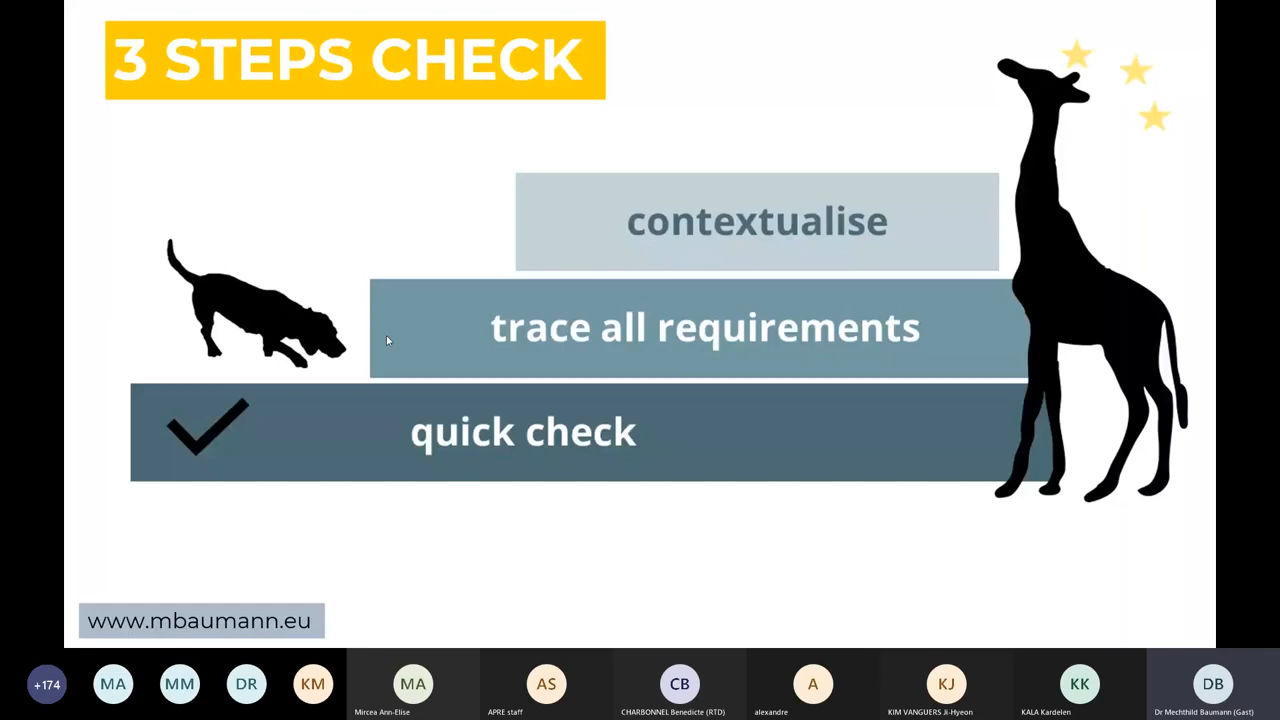 3 STEPS CHECK
contextualise
trace all requirements
quick check
www.mbaumann.eu
+174
MA
MM
DR
KM
MA
AS
CB
A
KJ
KK
DB
Mircea Ann-Elise
APRE staff
CHARBONNEL Benedicte (RTD)
alexandre
KIM VANGUERS Ji-Hyeon
KALA Kardelen
Dr Mechthild Baumann (Gast)